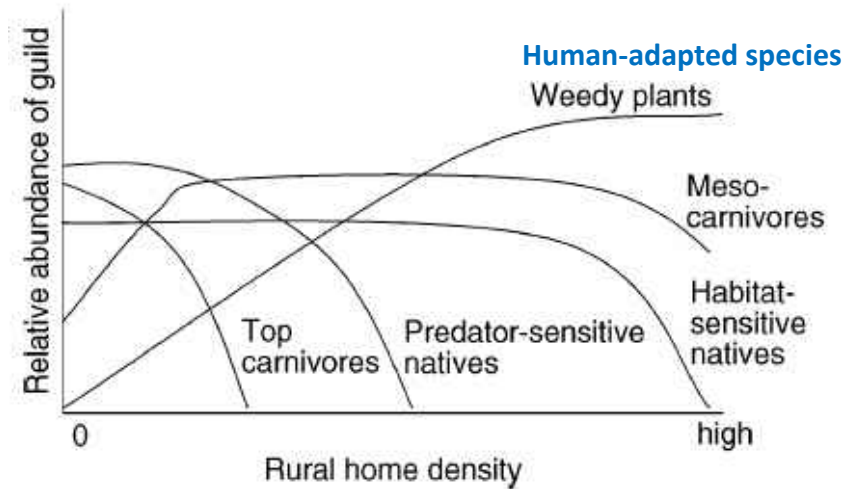 Human-adapted species
Weedy plants
Relative abundance of guild
Meso-
carnivores
Habitat-
sensitive
natives
Top
carnivores
Predator-sensitive
natives
0
high
Rural home density